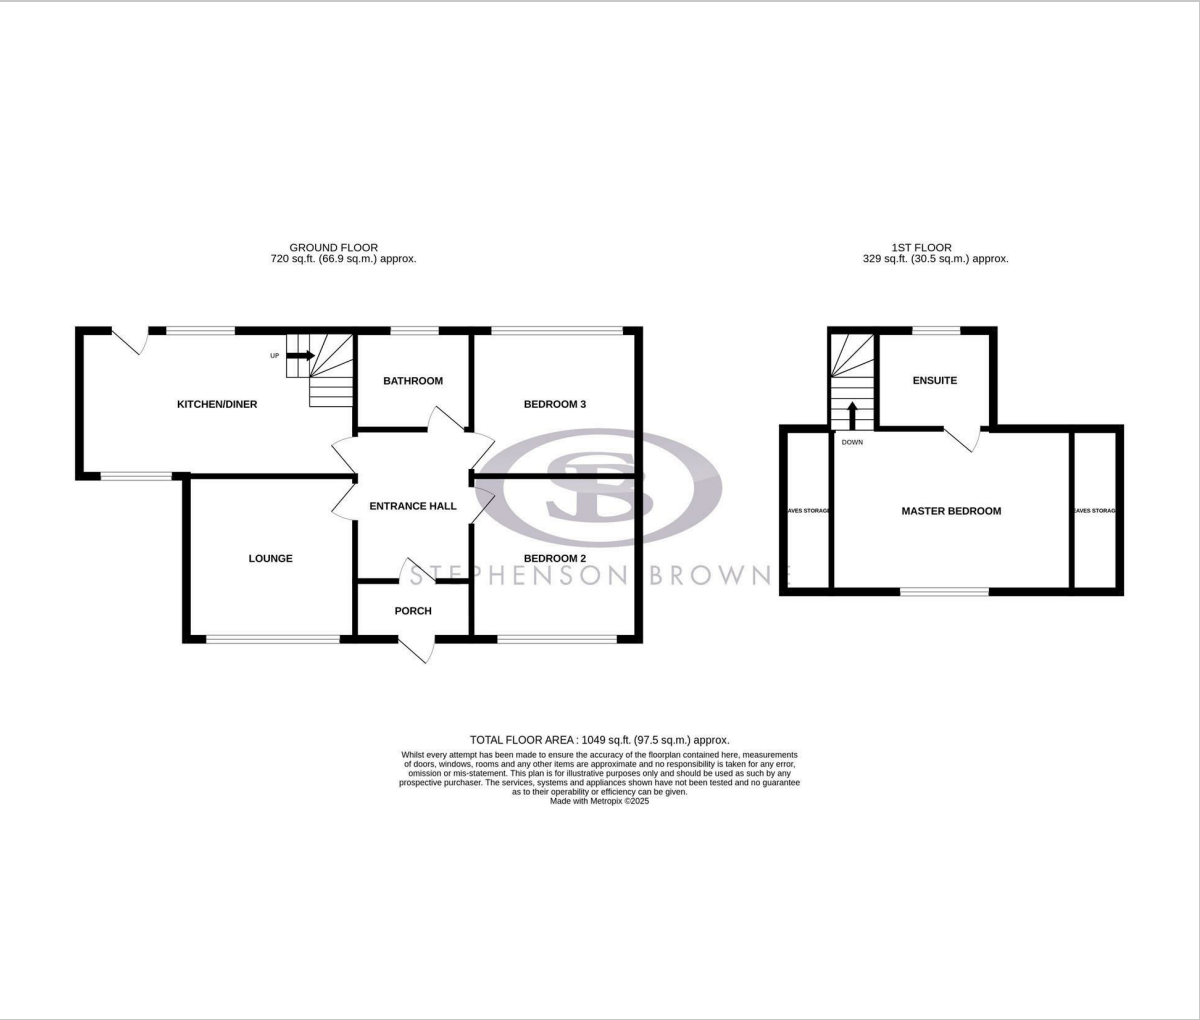 GROUND FLOOR
720 sq.ft. (66.9 sq.m.) approx.
1ST FLOOR
329 sq.ft. (30.5 sq.m.) approx.
UP
BATHROOM
KITCHEN/DINER
BEDROOM 3
ENTRANCE HALL
LOUNGE
BEDROOM 2
PORCH
ENSUITE
DOWN
AVES STORAGE
MASTER BEDROOM
EAVES STORAG
SB
STEPHENSON BROWNE
TOTAL FLOOR AREA : 1049 sq.ft. (97.5 sq.m.) approx.
Whilst every attempt has been made to ensure the accuracy of the floorplan contained here, measurements
of doors, windows, rooms and any other items are approximate and no responsibility is taken for any error,
omission or mis-statement. This plan is for illustrative purposes only and should be used as such by any
prospective purchaser. The services, systems and appliances shown have not been tested and no guarantee
as to their operability or efficiency can be given.
Made with Metropix ©2025